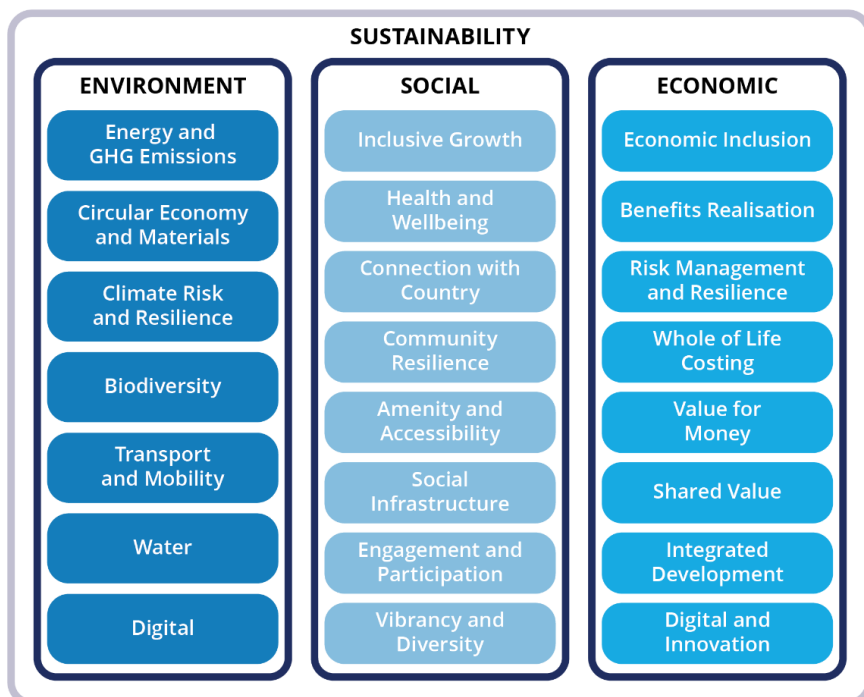 SUSTAINABILITY
ENVIRONMENT
Energy and
GHG Emissions
Circular Economy
and Materials
Climate Risk
and Resilience
Biodiversity
Transport
and Mobility
Water
Digital
SOCIAL
Inclusive Growth
Health and
Wellbeing
Connection with
Country
Community
Resilience
Amenity and
Accessibility
Social
Infrastructure
Engagement and
Participation
Vibrancy and
Diversity
ECONOMIC
Economic Inclusion
Benefits Realisation
Risk Management
and Resilience
Whole of Life
Costing
Value for
Money
Shared Value
Integrated
Development
Digital and
Innovation